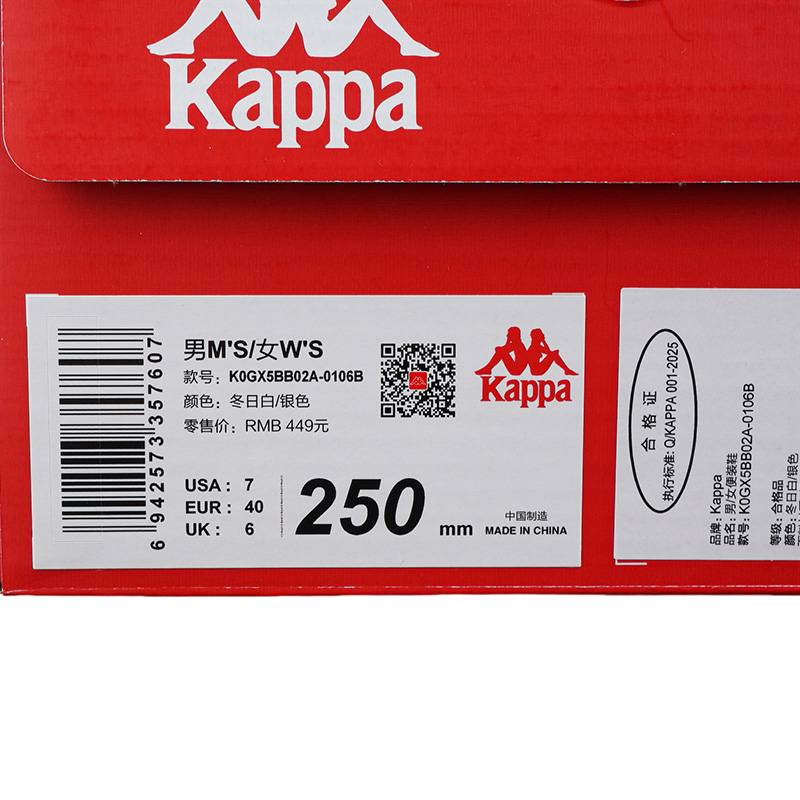 Kappa
男M'S/女W'S
款号: K0GX5BB02A-0106B
颜色: 冬日白/银色
零售价: RMB 449元
6 942573 357607
USA : 7
EUR : 40
UK : 6
250 mm
Kappa
中国制造
MADE IN CHINA
合格证
执行标准: Q/KAPPA 001-2025
品牌: Kappa
品名: 男/女便装鞋
款号: K0GX5BB02A-0106B
等级: 合格品
颜色: 冬日白/银色